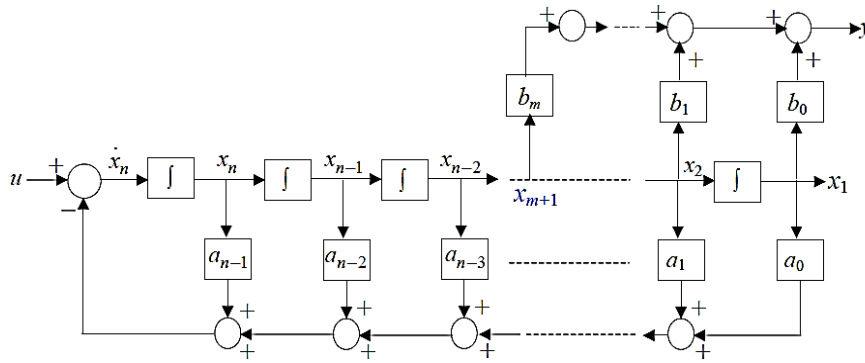 + + + y
+ +
b_m b_1 b_0
u + ẋ_n ∫ x_n ∫ x_{n−1} ∫ x_{n−2} x_{m+1} x_2 ∫ x_1
−
a_{n−1} a_{n−2} a_{n−3} a_1 a_0
+ + + +
+ + + +